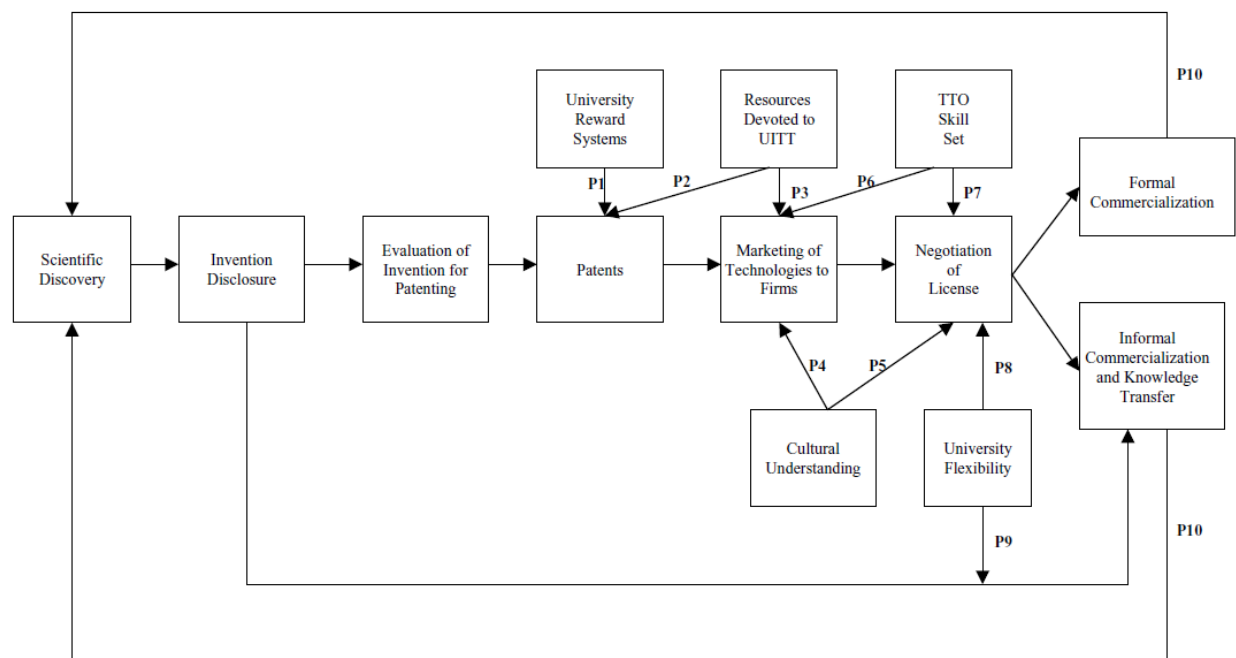 P10
University
Reward
Systems
Resources
Devoted to
UITT
TTO
Skill
Set
P1
P2
P3
P6
P7
Formal
Commercialization
Scientific
Discovery
Invention
Disclosure
Evaluation of
Invention for
Patenting
Patents
Marketing of
Technologies to
Firms
Negotiation
of
License
Informal
Commercialization
and Knowledge
Transfer
P4
P5
P8
Cultural
Understanding
University
Flexibility
P9
P10